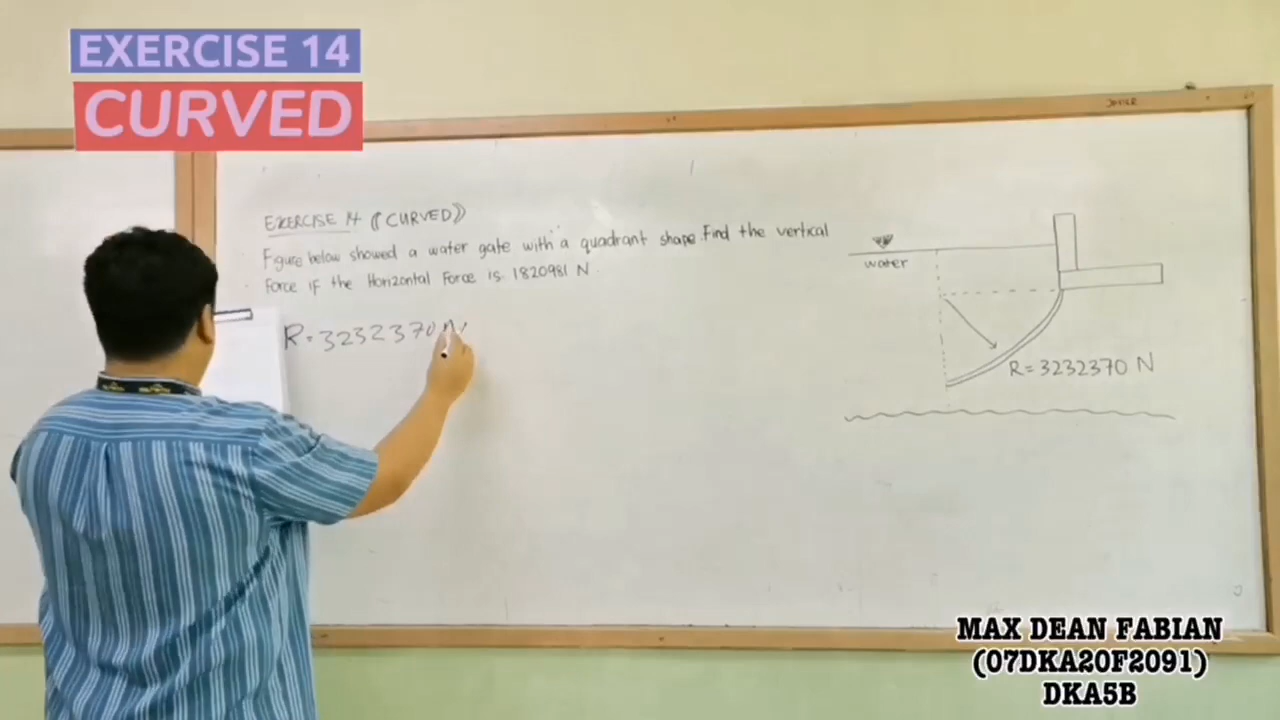 EXERCISE 14
CURVED
EXERCISE 14 (CURVED)
Figure below showed a water gate with a quadrant shape. Find the vertical
Force if the Horizontal Force is 1820981 N.
R = 3232370 N
water
R = 3232370 N
MAX DEAN FABIAN
(07DKA20F2091)
DKA5B